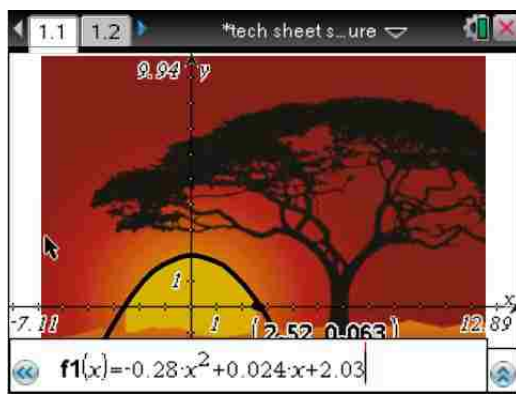 1.1 1.2 *tech sheet s...ure
9.94 y
1
x
-7.11 1 (2.52, 0.063) 12.89
f1(x)=-0.28·x²+0.024·x+2.03